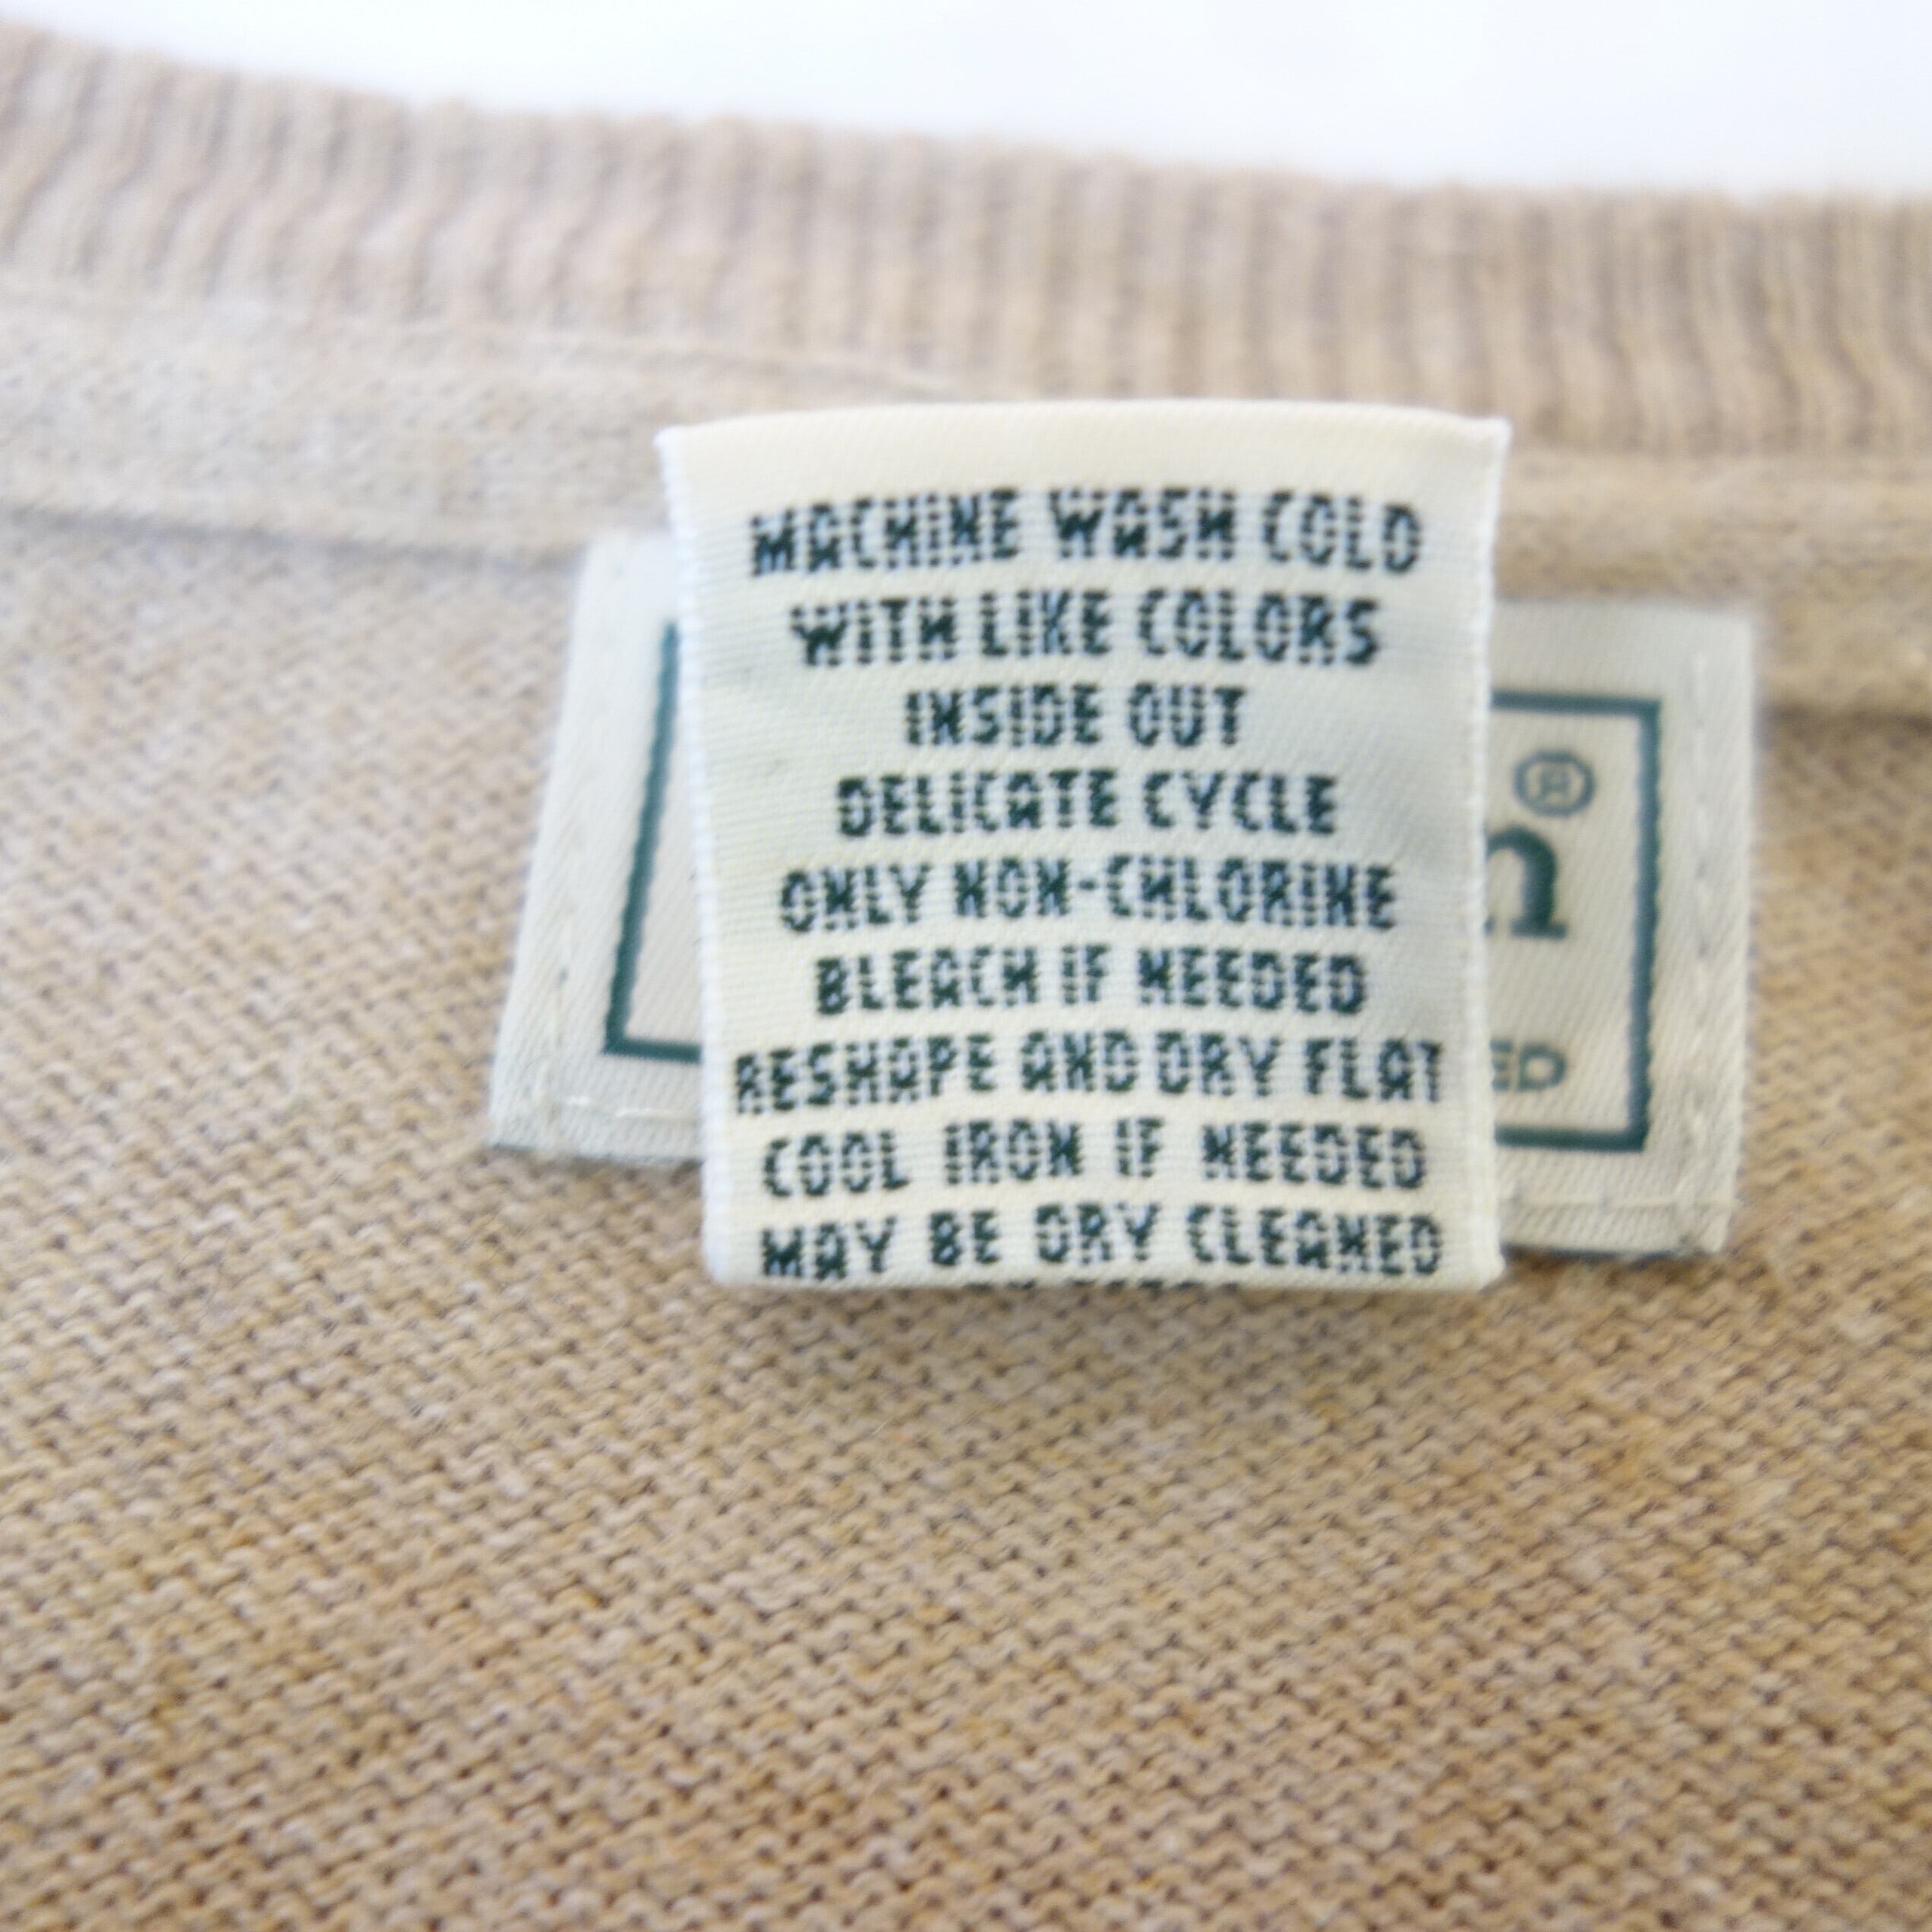 MACHINE WASH COLD
WITH LIKE COLORS
INSIDE OUT
DELICATE CYCLE
ONLY NON-CHLORINE
BLEACH IF NEEDED
RESHAPE AND DRY FLAT
COOL IRON IF NEEDED
MAY BE DRY CLEANED